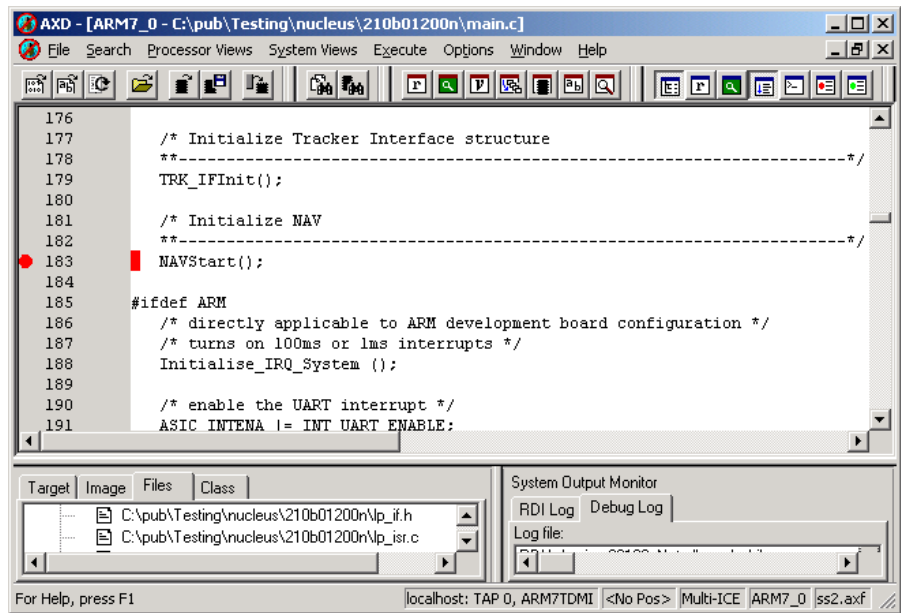 AXD - [ARM7_0 - C:\pub\Testing\nucleus\210b01200n\main.c]
File Search Processor Views System Views Execute Options Window Help
176
177 /* Initialize Tracker Interface structure
178 **----------------------------------------------------------------------*/
179 TRK_IFInit();
180
181 /* Initialize NAV
182 **----------------------------------------------------------------------*/
183 NAVStart();
184
185 #ifdef ARM
186 /* directly applicable to ARM development board configuration */
187 /* turns on 100ms or 1ms interrupts */
188 Initialise_IRQ_System ();
189
190 /* enable the UART interrupt */
191 ASIC_INTENA |= INT_UART_ENABLE;
Target Image Files Class
C:\pub\Testing\nucleus\210b01200n\lp_if.h
C:\pub\Testing\nucleus\210b01200n\lp_isr.c
System Output Monitor
RDI Log Debug Log
Log file:
For Help, press F1 localhost: TAP 0, ARM7TDMI <No Pos> Multi-ICE ARM7_0 ss2.axf